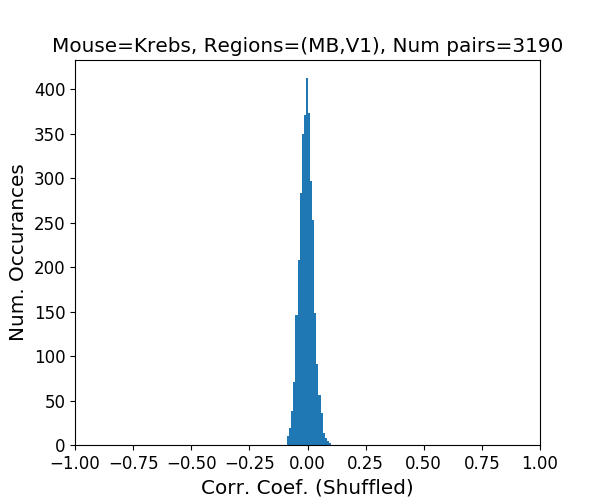 Mouse=Krebs, Regions=(MB,V1), Num pairs=3190
Num. Occurances
400
350
300
250
200
150
100
50
0
−1.00 −0.75 −0.50 −0.25 0.00 0.25 0.50 0.75 1.00
Corr. Coef. (Shuffled)